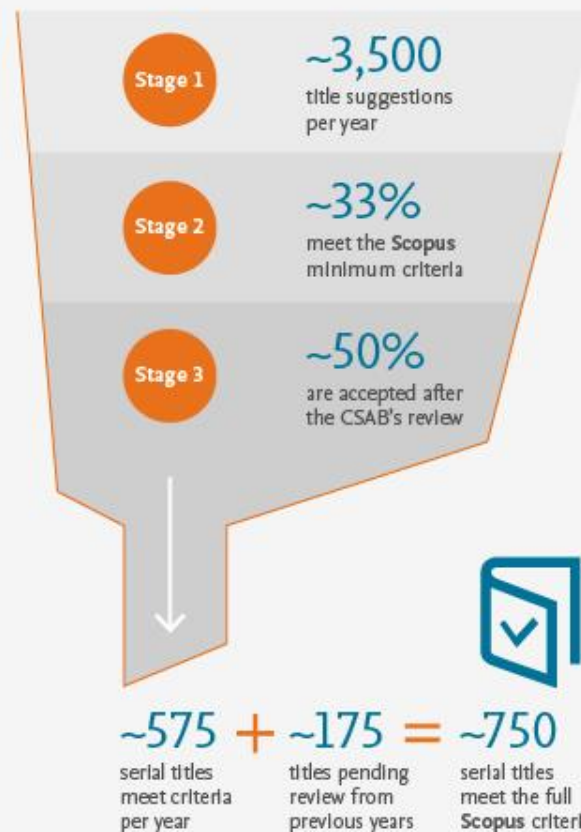 Stage 1
~3,500
title suggestions
per year
Stage 2
~33%
meet the Scopus
minimum criteria
Stage 3
~50%
are accepted after
the CSAB's review
~575 + ~175 = ~750
serial titles
meet criteria
per year
titles pending
review from
previous years
serial titles
meet the full
Scopus criteri